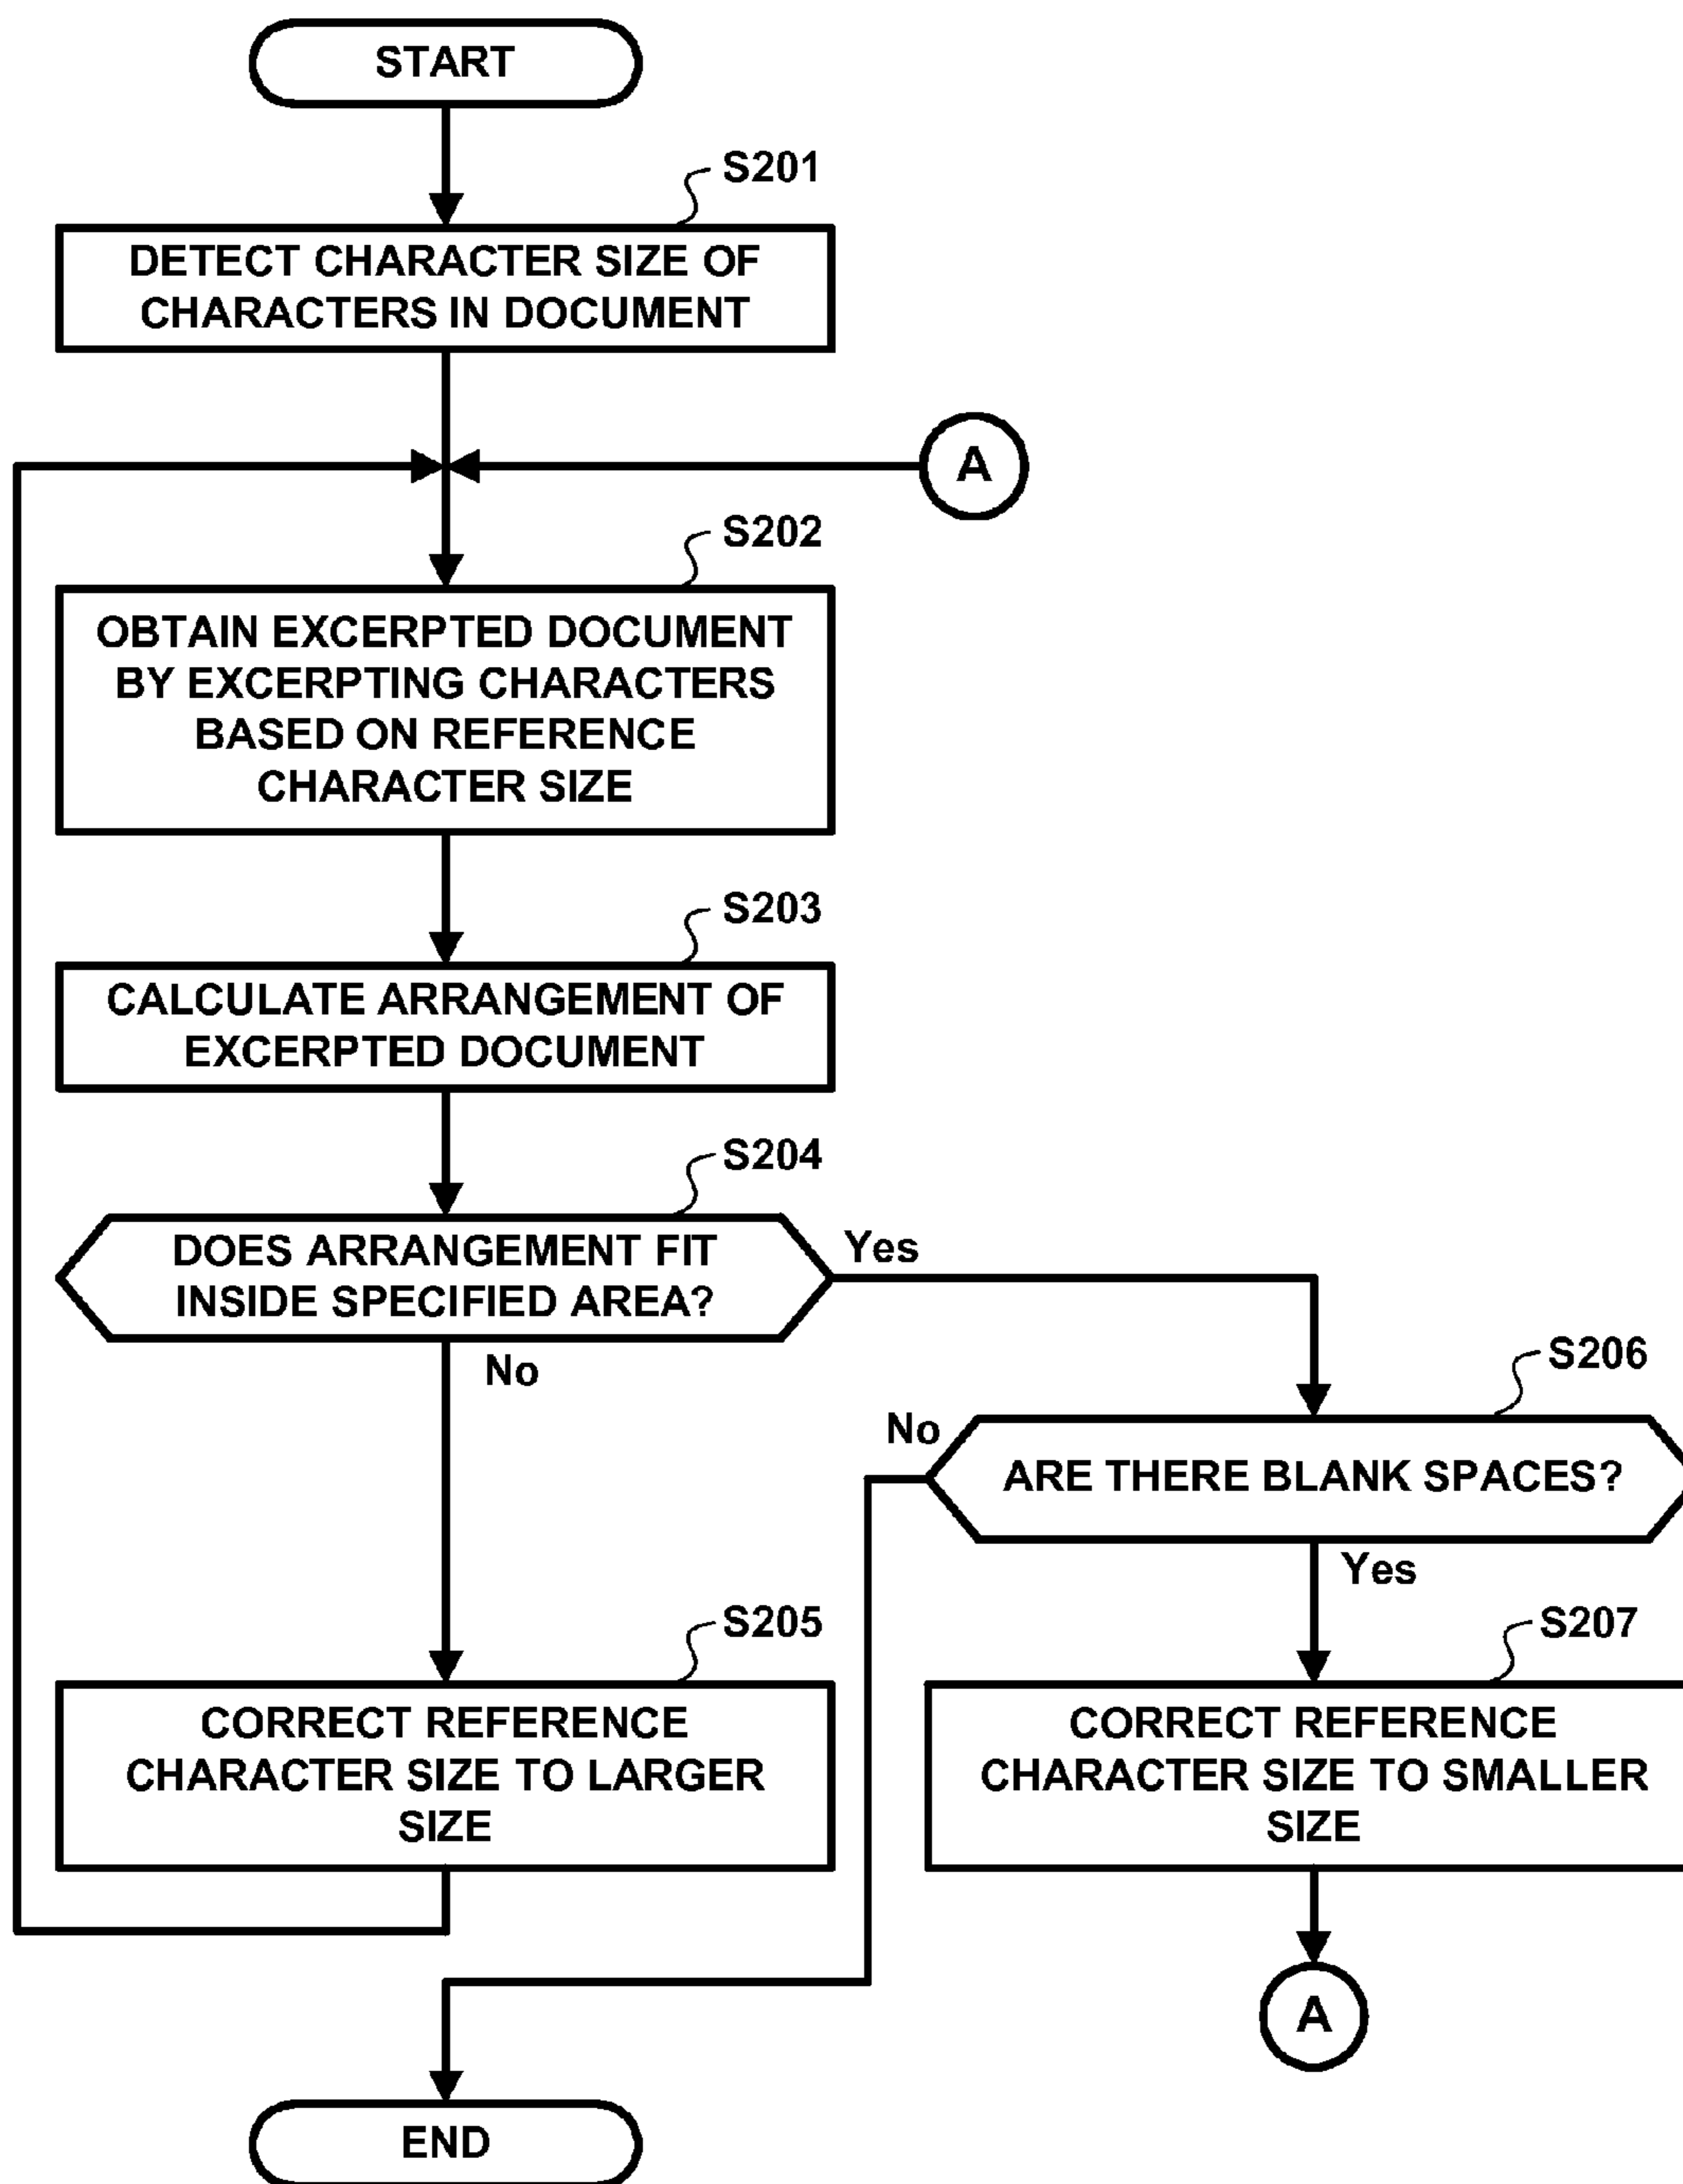 START
S201
DETECT CHARACTER SIZE OF
CHARACTERS IN DOCUMENT
A
S202
OBTAIN EXCERPTED DOCUMENT
BY EXCERPTING CHARACTERS
BASED ON REFERENCE
CHARACTER SIZE
S203
CALCULATE ARRANGEMENT OF
EXCERPTED DOCUMENT
S204
DOES ARRANGEMENT FIT
INSIDE SPECIFIED AREA?
Yes
No
S206
No
ARE THERE BLANK SPACES?
Yes
S205
CORRECT REFERENCE
CHARACTER SIZE TO LARGER
SIZE
S207
CORRECT REFERENCE
CHARACTER SIZE TO SMALLER
SIZE
A
END